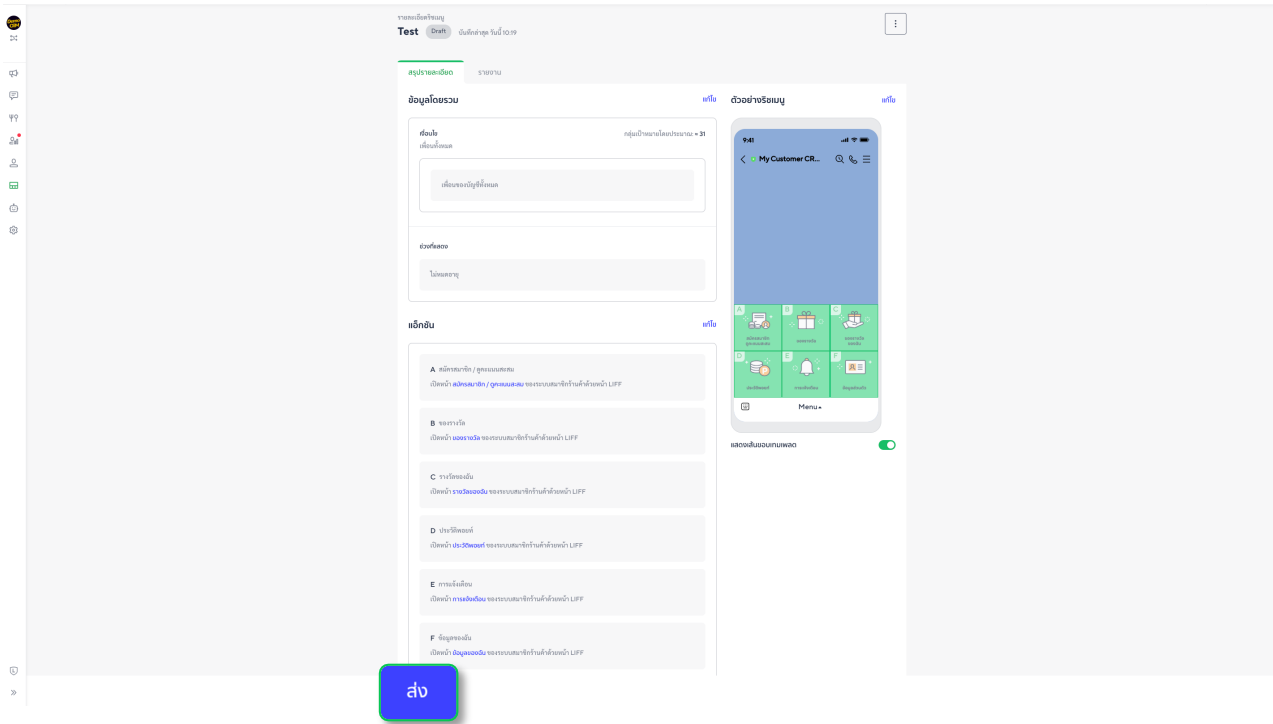 รายละเอียดริชเมนู
Test Draft บันทึกล่าสุด วันนี้ 10:19
สรุปรายละเอียด รายงาน
ข้อมูลโดยรวม แก้ไข
เงื่อนไข กลุ่มเป้าหมายโดยประมาณ ≈ 31
เพื่อนทั้งหมด
เพื่อนของบัญชีทั้งหมด
ช่วงที่แสดง
ไม่หมดอายุ
แอ็กชัน แก้ไข
A สมัครสมาชิก / ดูคะแนนสะสม
เปิดหน้า สมัครสมาชิก / ดูคะแนนสะสม ของระบบสมาชิกร้านค้าด้วยหน้า LIFF
B ของรางวัล
เปิดหน้า ของรางวัล ของระบบสมาชิกร้านค้าด้วยหน้า LIFF
C รางวัลของฉัน
เปิดหน้า รางวัลของฉัน ของระบบสมาชิกร้านค้าด้วยหน้า LIFF
D ประวัติพอยท์
เปิดหน้า ประวัติพอยท์ ของระบบสมาชิกร้านค้าด้วยหน้า LIFF
E การแจ้งเตือน
เปิดหน้า การแจ้งเตือน ของระบบสมาชิกร้านค้าด้วยหน้า LIFF
F ข้อมูลของฉัน
เปิดหน้า ข้อมูลของฉัน ของระบบสมาชิกร้านค้าด้วยหน้า LIFF
ส่ง
ตัวอย่างริชเมนู แก้ไข
9:41
My Customer CR...
A B C
D E F
Menu
แสดงเส้นขอบเทมเพลต